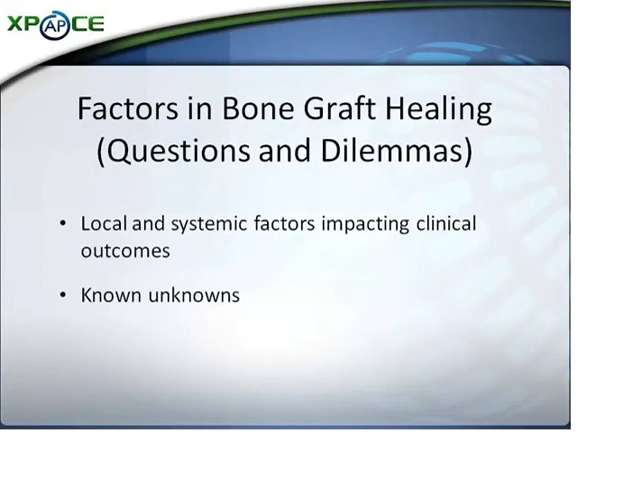 XPAPCE
Factors in Bone Graft Healing
(Questions and Dilemmas)
• Local and systemic factors impacting clinical
outcomes
• Known unknowns